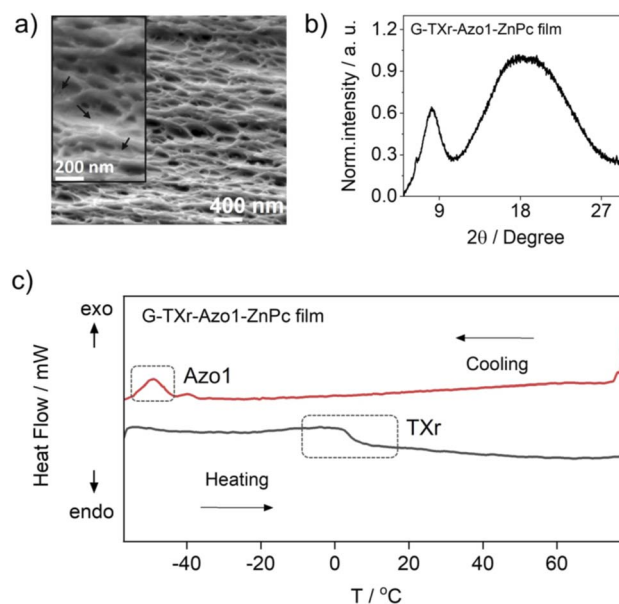 a)
200 nm
400 nm
b)
G-TXr-Azo1-ZnPc film
Norm.intensity / a. u.
1.2
0.9
0.6
0.3
0.0
9
18
27
2θ / Degree
c)
G-TXr-Azo1-ZnPc film
exo
Heat Flow / mW
endo
Azo1
Cooling
TXr
Heating
-40
-20
0
20
40
60
T / °C